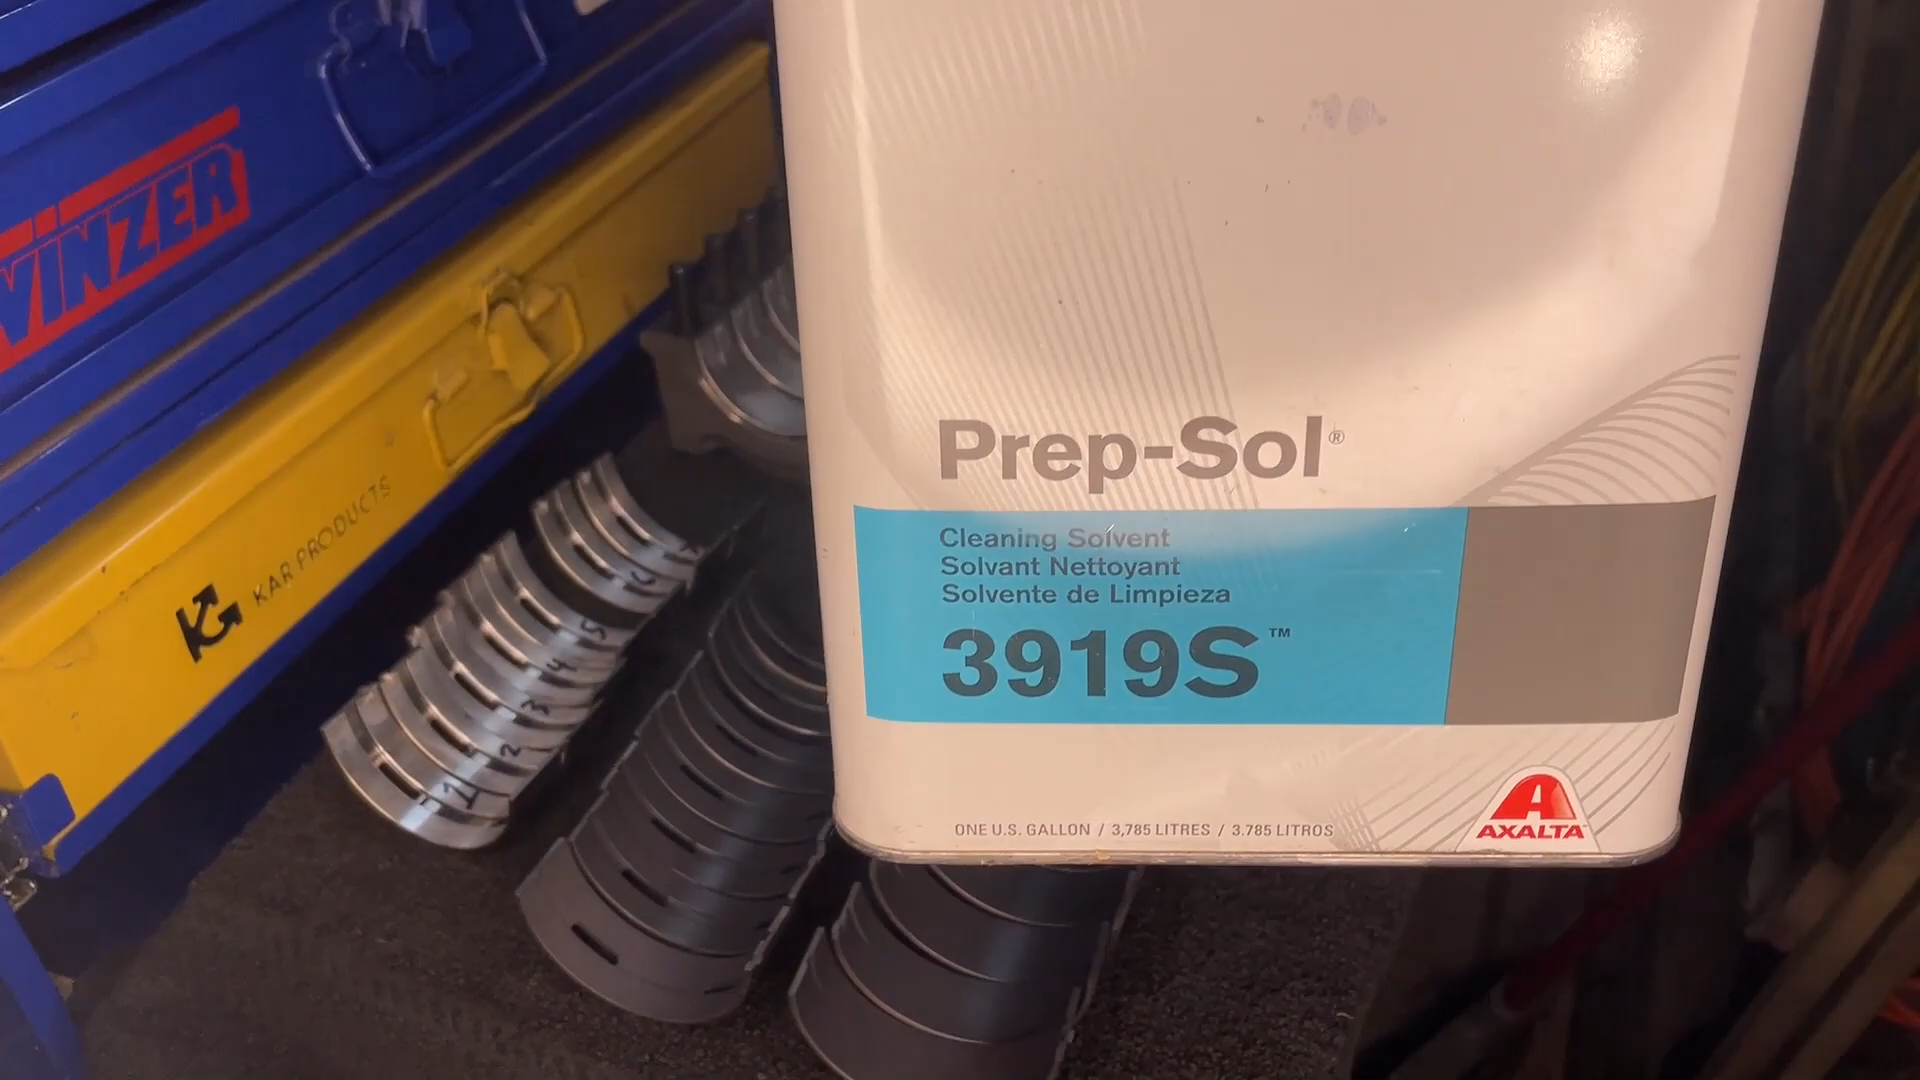 WINZER
KAR PRODUCTS
Prep-Sol®
Cleaning Solvent
Solvant Nettoyant
Solvente de Limpieza
3919S™
ONE U.S. GALLON / 3,785 LITRES / 3.785 LITROS
AXALTA
1
2
3
4
5